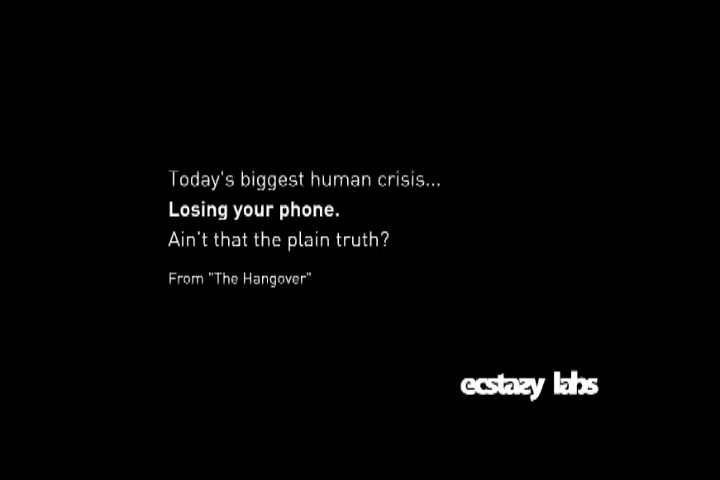 Today's biggest human crisis...
Losing your phone.
Ain't that the plain truth?
From "The Hangover"
ecstazy labs